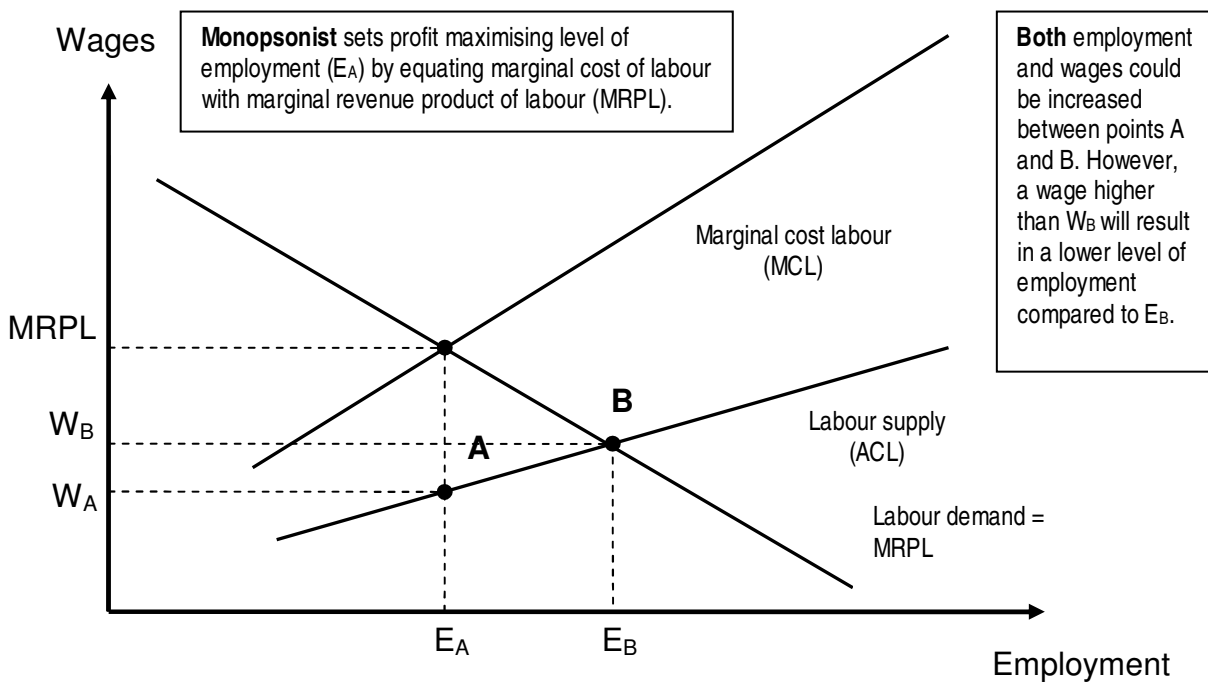 Wages
Monopsonist sets profit maximising level of
employment (EA) by equating marginal cost of labour
with marginal revenue product of labour (MRPL).
Both employment
and wages could
be increased
between points A
and B. However,
a wage higher
than WB will result
in a lower level of
employment
compared to EB.
Marginal cost labour
(MCL)
MRPL
WB
WA
A
B
Labour supply
(ACL)
Labour demand =
MRPL
EA
EB
Employment